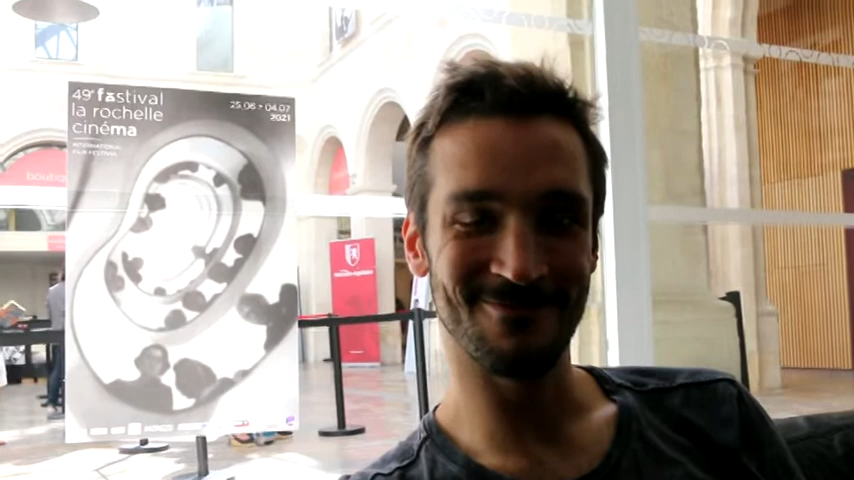 49e festival
la rochelle
cinéma
INTERNATIONAL
FILM FESTIVAL
25.06 > 04.07
2021
boutiq